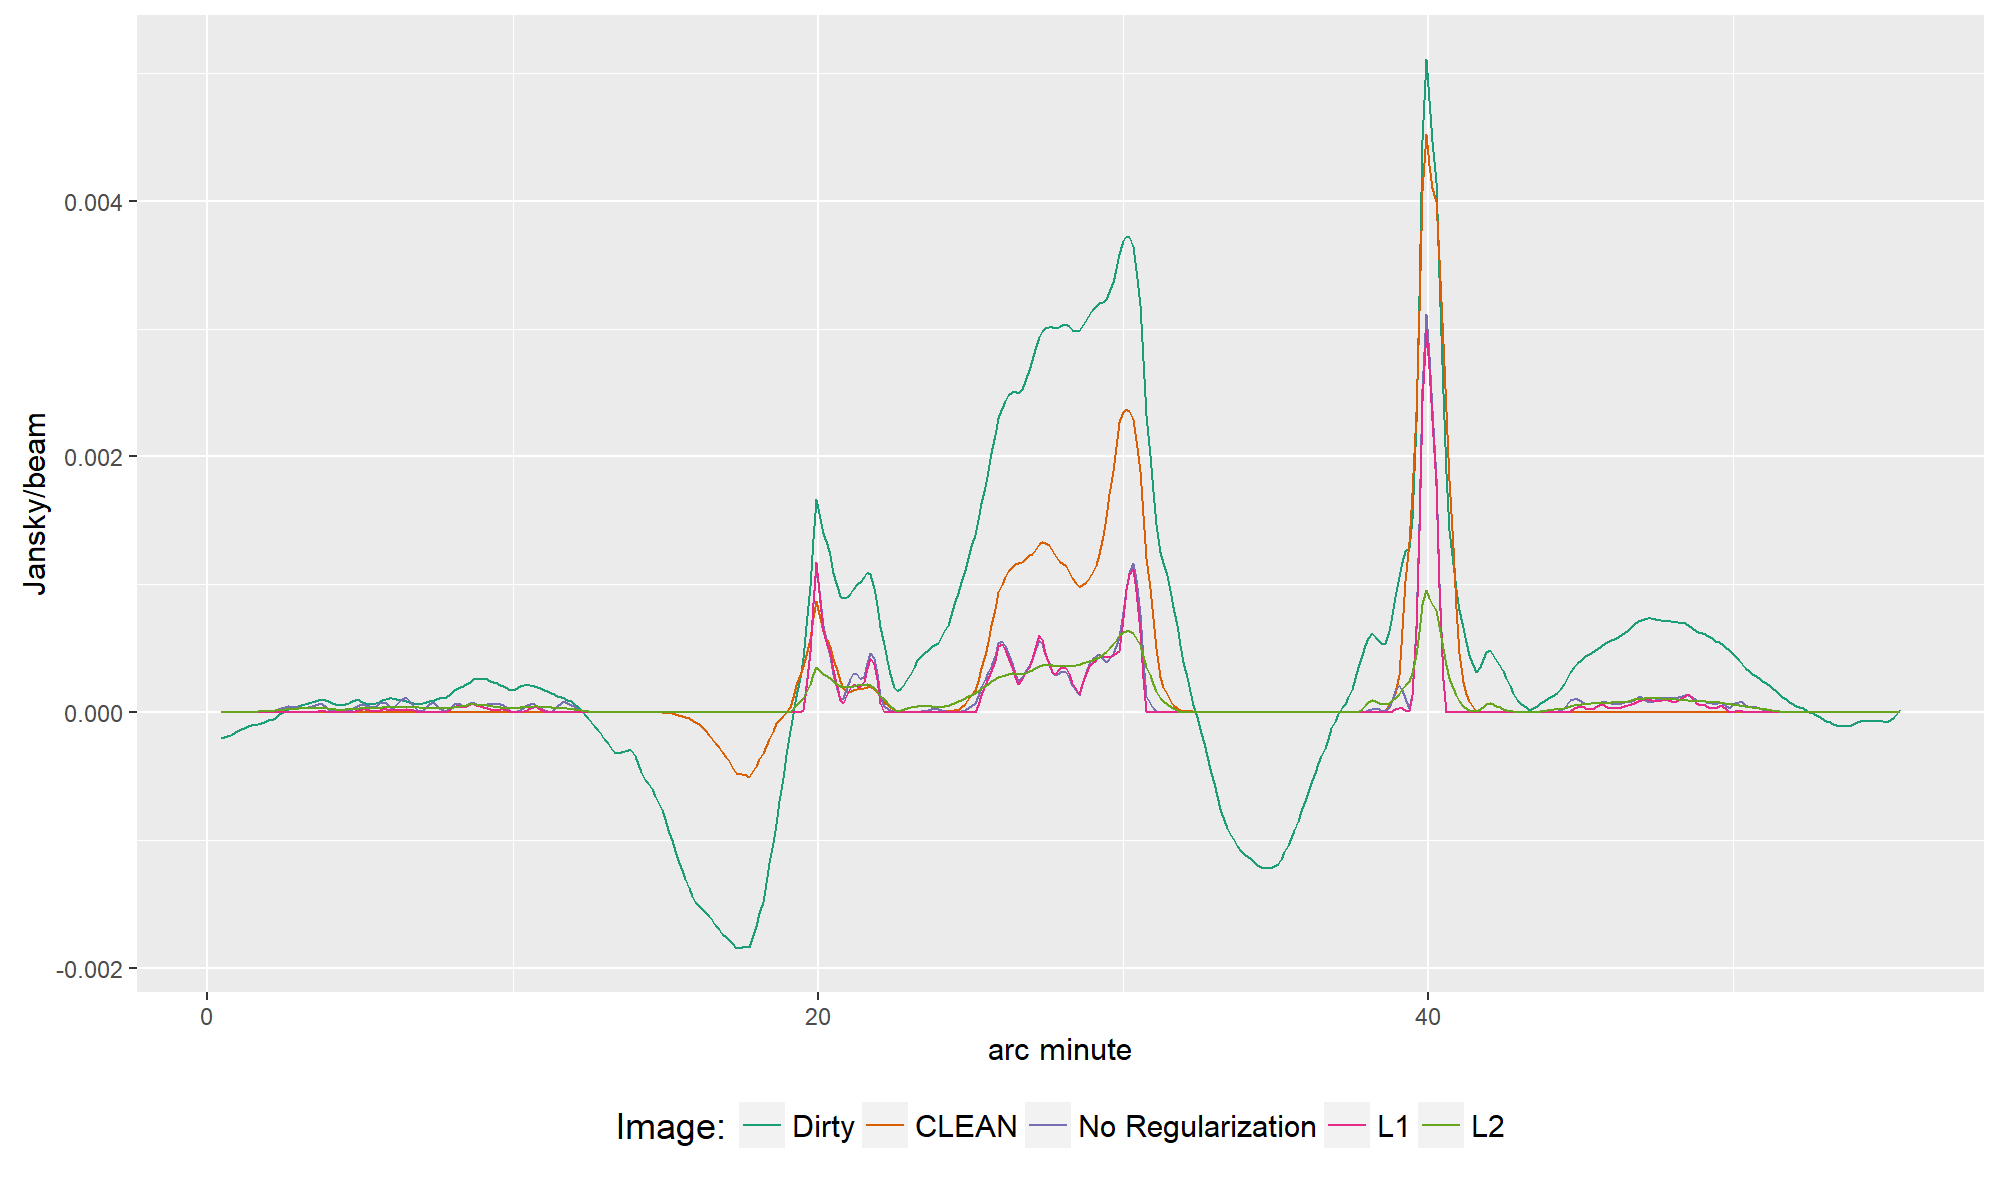 Jansky/beam
0.004
0.002
0.000
-0.002
0 20 40
arc minute
Image: Dirty CLEAN No Regularization L1 L2